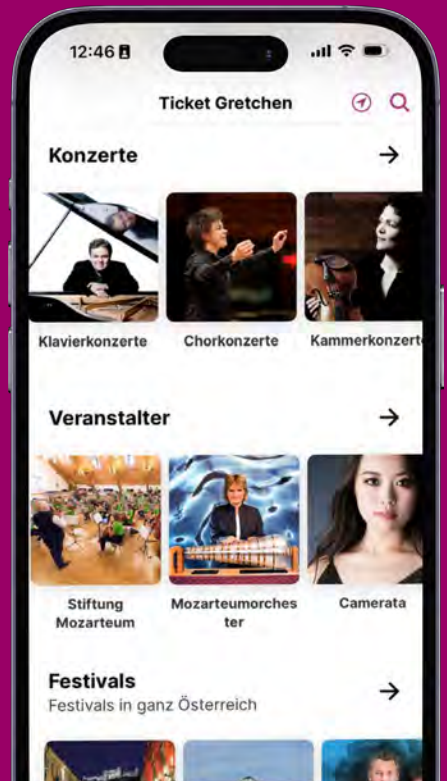 12:46
Ticket Gretchen
Konzerte
Klavierkonzerte
Chorkonzerte
Kammerkonzerte
Veranstalter
Stiftung
Mozarteum
Mozarteumorches
ter
Camerata
Festivals
Festivals in ganz Österreich